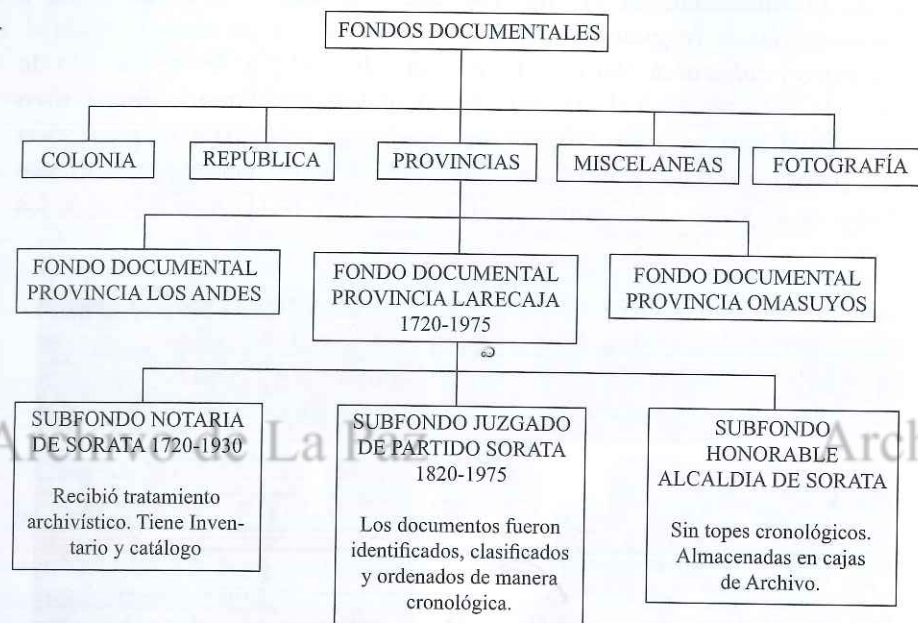 FONDOS DOCUMENTALES
COLONIA
REPÚBLICA
PROVINCIAS
MISCELANEAS
FOTOGRAFÍA
FONDO DOCUMENTAL
PROVINCIA LOS ANDES
FONDO DOCUMENTAL
PROVINCIA LARECAJA
1720-1975
FONDO DOCUMENTAL
PROVINCIA OMASUYOS
SUBFONDO NOTARIA
DE SORATA 1720-1930
Recibió tratamiento
archivístico. Tiene Inven-
tario y catálogo
SUBFONDO JUZGADO
DE PARTIDO SORATA
1820-1975
Los documentos fueron
identificados, clasificados
y ordenados de manera
cronológica.
SUBFONDO
HONORABLE
ALCALDIA DE SORATA
Sin topes cronológicos.
Almacenadas en cajas
de Archivo.
Archivo de La Paz
Arch